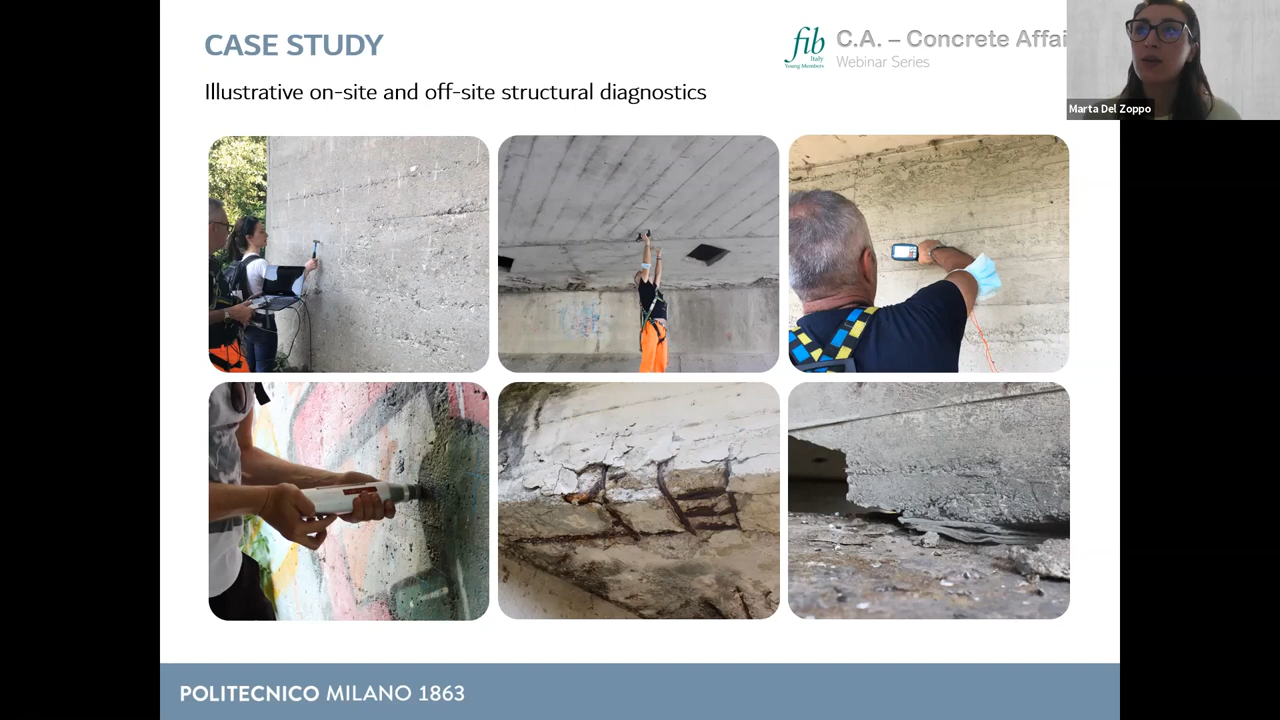 CASE STUDY
fib
Italy
Young Members
C.A. – Concrete Affai
Webinar Series
Illustrative on-site and off-site structural diagnostics
Marta Del Zoppo
POLITECNICO MILANO 1863